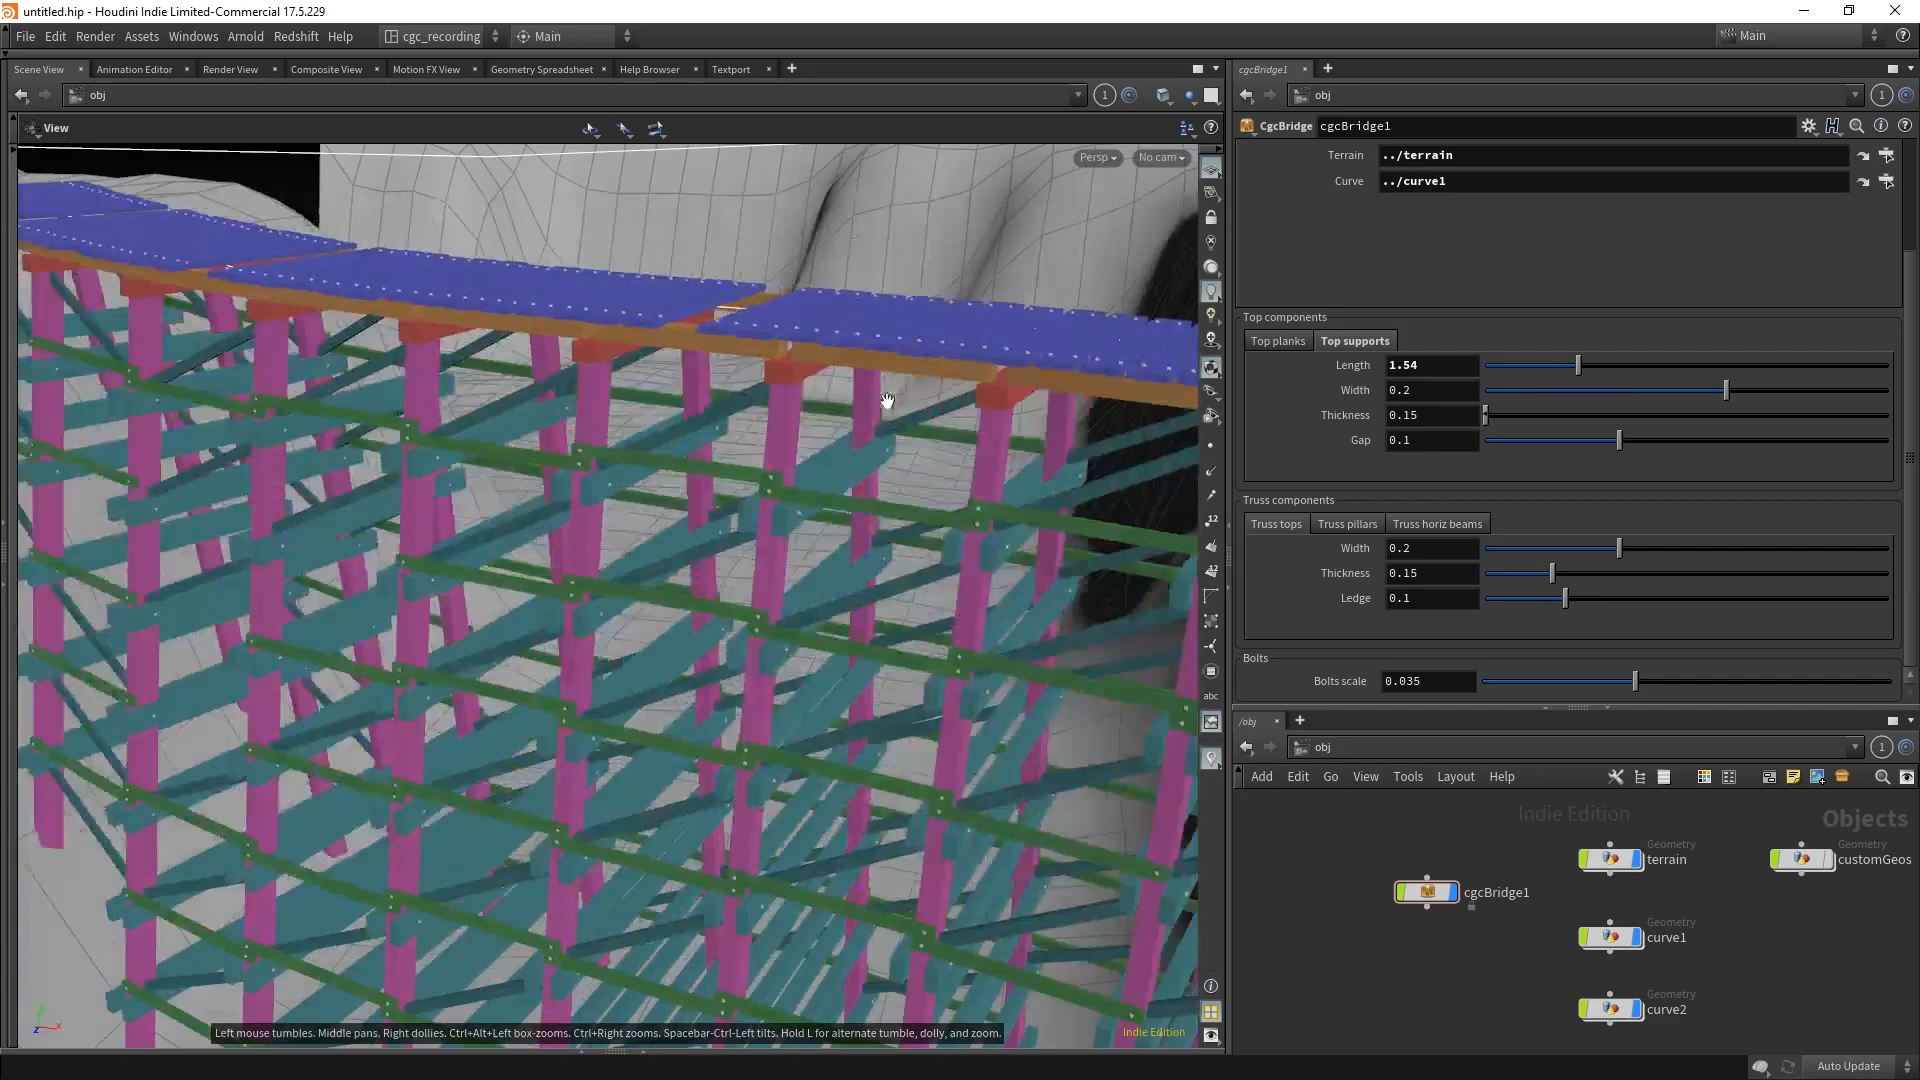 untitled.hip - Houdini Indie Limited-Commercial 17.5.229
File Edit Render Assets Windows Arnold Redshift Help cgc_recording Main Main
Scene View Animation Editor Render View Composite View Motion FX View Geometry Spreadsheet Help Browser Textport
obj 1
View
Persp No cam
12
12
abc
Left mouse tumbles. Middle pans. Right dollies. Ctrl+Alt+Left box-zooms. Ctrl+Right zooms. Spacebar-Ctrl-Left tilts. Hold L for alternate tumble, dolly, and zoom.
Indie Edition
cgcBridge1
obj 1
CgcBridge cgcBridge1
Terrain ../terrain
Curve ../curve1
Top components
Top planks Top supports
Length 1.54
Width 0.2
Thickness 0.15
Gap 0.1
Truss components
Truss tops Truss pillars Truss horiz beams
Width 0.2
Thickness 0.15
Ledge 0.1
Bolts
Bolts scale 0.035
/obj
obj 1
Add Edit Go View Tools Layout Help
Indie Edition Objects
Geometry
terrain
Geometry
customGeos
cgcBridge1
Geometry
curve1
Geometry
curve2
Auto Update